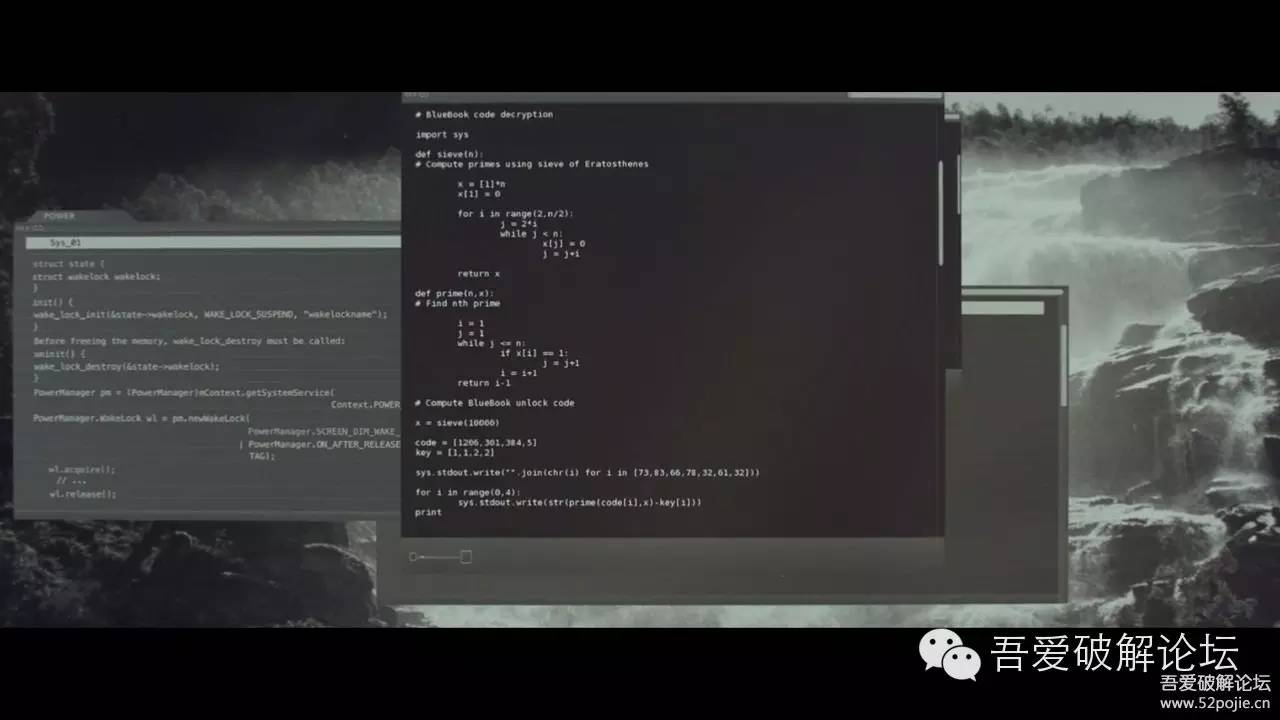 POWER
Sys_01
struct state {
struct wakelock wakelock;
}
init() {
wake_lock_init(&state->wakelock, WAKE_LOCK_SUSPEND, "wakelockname");
}
Before freeing the memory, wake_lock_destroy must be called:
uninit() {
wake_lock_destroy(&state->wakelock);
}
PowerManager pm = (PowerManager)mContext.getSystemService(
Context.POWER_
PowerManager.WakeLock wl = pm.newWakeLock(
PowerManager.SCREEN_DIM_WAKE_
| PowerManager.ON_AFTER_RELEASE
TAG);
wl.acquire();
// ...
wl.release();
# BlueBook code decryption
import sys
def sieve(n):
# Compute primes using sieve of Eratosthenes
x = [1]*n
x[1] = 0
for i in range(2,n/2):
j = 2*i
while j < n:
x[j] = 0
j = j+i
return x
def prime(n,x):
# Find nth prime
i = 1
j = 1
while j <= n:
if x[i] == 1:
j = j+1
i = i+1
return i-1
# Compute BlueBook unlock code
x = sieve(10000)
code = [1206,301,384,5]
key = [1,1,2,2]
sys.stdout.write("".join(chr(i) for i in [73,83,66,78,32,61,32]))
for i in range(0,4):
sys.stdout.write(str(prime(code[i],x)-key[i]))
print
吾爱破解论坛
吾爱破解论坛
www.52pojie.cn